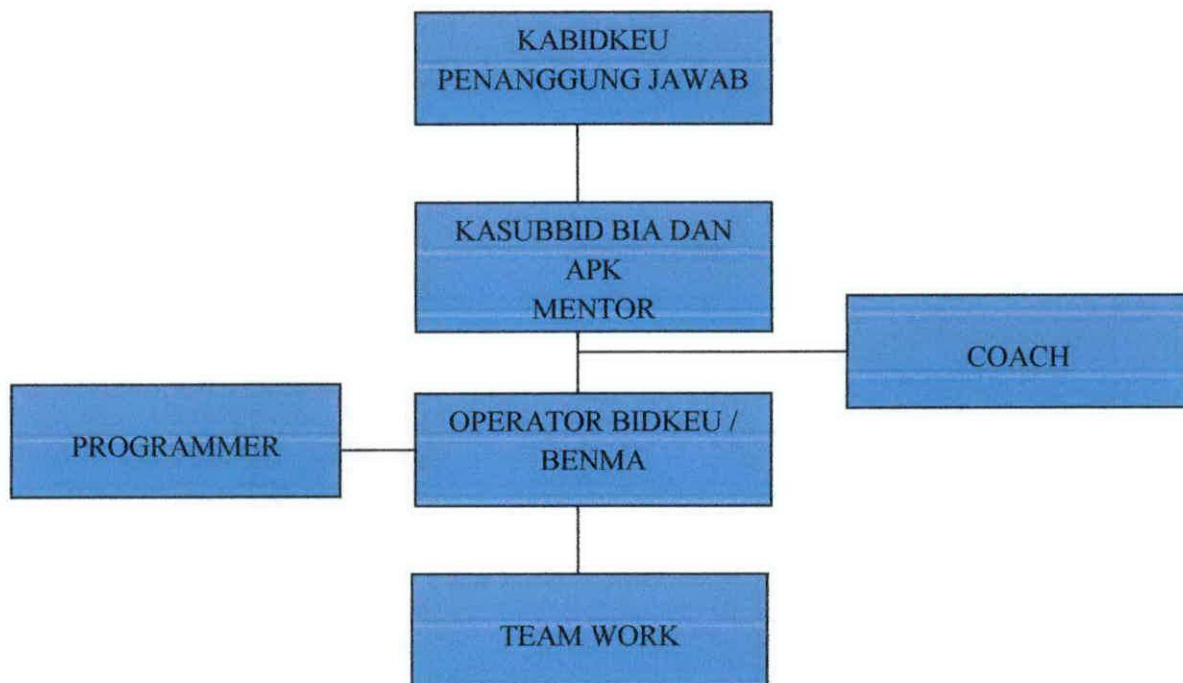 KABIDKEU
PENANGGUNG JAWAB
KASUBBID BIA DAN
APK
MENTOR
COACH
PROGRAMMER
OPERATOR BIDKEU /
BENMA
TEAM WORK